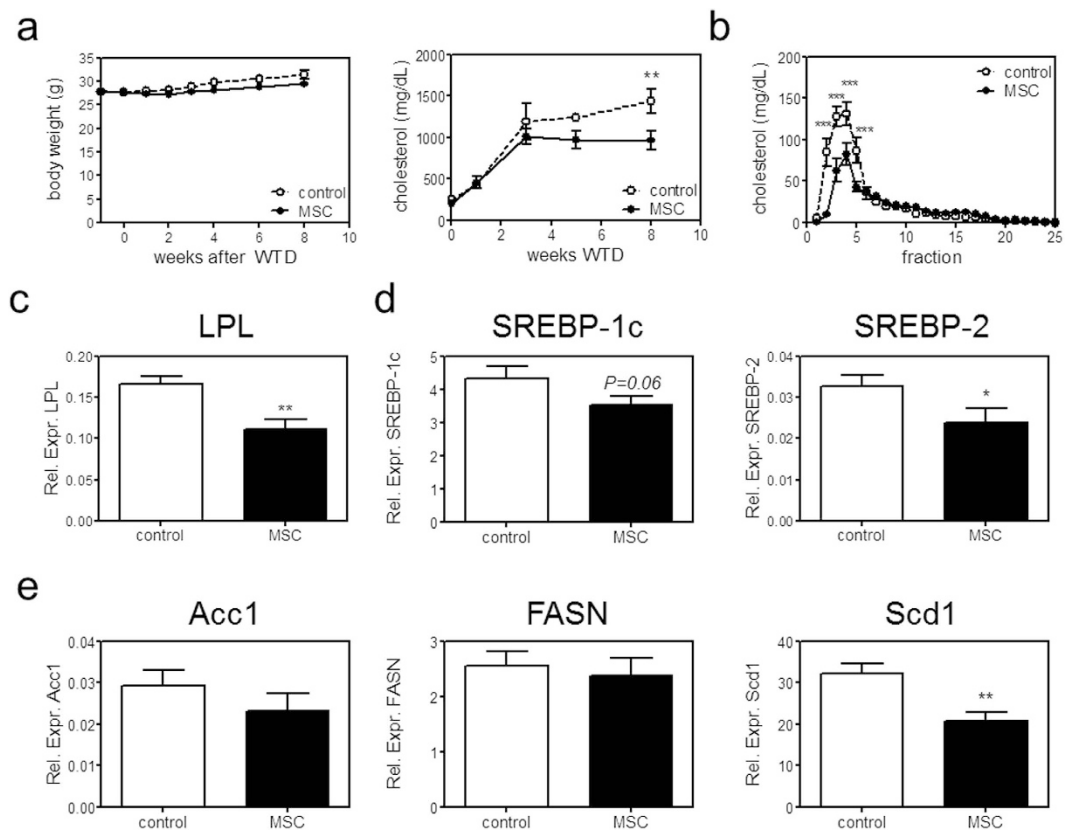 a
body weight (g)
35
30
25
20
15
10
5
0
0 2 4 6 8 10
weeks after WTD
control
MSC
cholesterol (mg/dL)
2000
1500
1000
500
0
0 2 4 6 8 10
weeks WTD
**
control
MSC
b
cholesterol (mg/dL)
200
150
100
50
0
0 5 10 15 20 25
fraction
*** *** *** ***
control
MSC
c
LPL
Rel. Expr. LPL
0.20
0.15
0.10
0.05
0.00
**
control MSC
d
SREBP-1c
Rel. Expr. SREBP-1c
5
4
3
2
1
0
P=0.06
control MSC
SREBP-2
Rel. Expr. SREBP-2
0.04
0.03
0.02
0.01
0.00
*
control MSC
e
Acc1
Rel. Expr. Acc1
0.04
0.03
0.02
0.01
0.00
control MSC
FASN
Rel. Expr. FASN
3
2
1
0
control MSC
Scd1
Rel. Expr. Scd1
40
30
20
10
0
**
control MSC